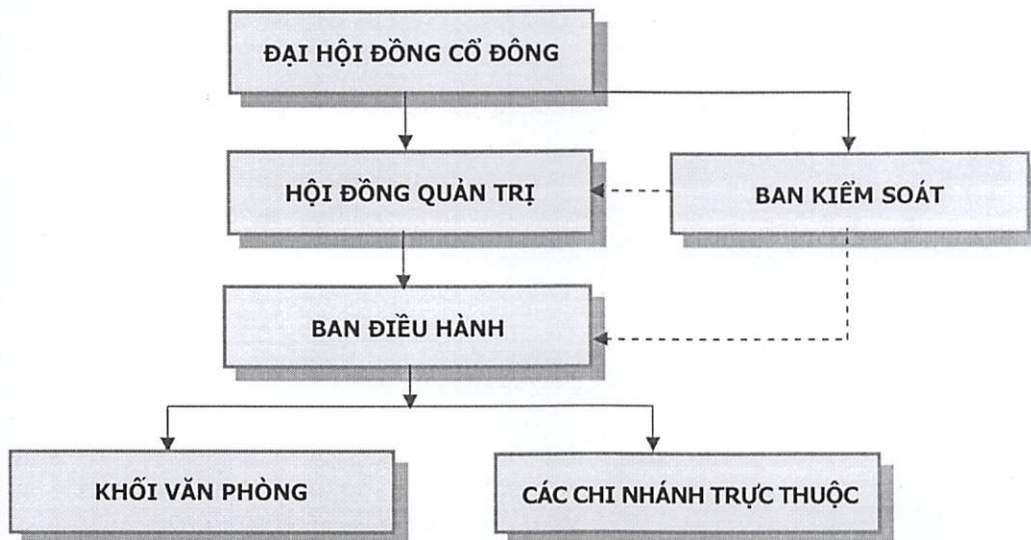 ĐẠI HỘI ĐỒNG CỔ ĐÔNG
HỘI ĐỒNG QUẢN TRỊ
BAN KIỂM SOÁT
BAN ĐIỀU HÀNH
KHỐI VĂN PHÒNG
CÁC CHI NHÁNH TRỰC THUỘC